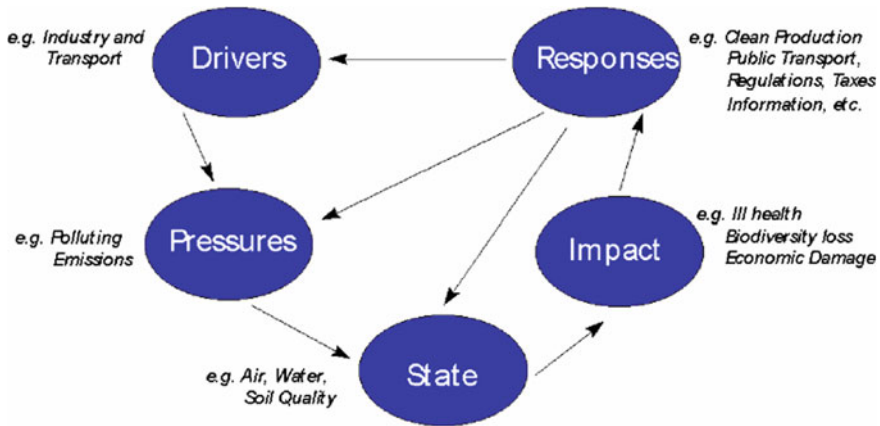 e.g. Industry and
Transport
Drivers
Responses
e.g. Clean Production
Public Transport,
Regulations, Taxes
Information, etc.
e.g. Polluting
Emissions
Pressures
Impact
e.g. Ill health
Biodiversity loss
Economic Damage
e.g. Air, Water,
Soil Quality
State